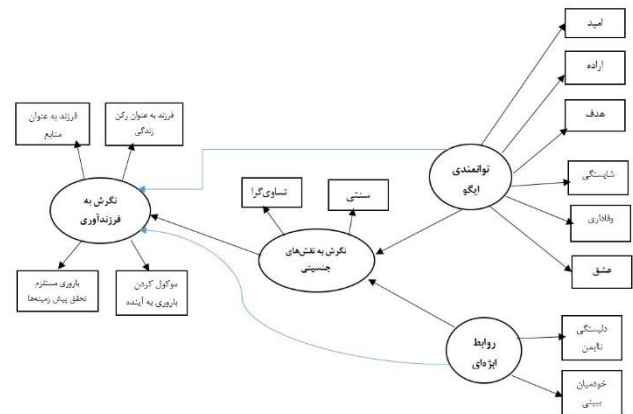 امید
اراده
هدف
شایستگی
وفاداری
عشق
توانمندی
ایگو
دلبستگی
ناایمن
خودمیان
بینی
روابط
ابژه‌ای
سنتی
تساوی‌گرا
نگرش به نقش‌های
جنسیتی
فرزند به عنوان رکن
زندگی
فرزند به عنوان
منابع
نگرش به
فرزندآوری
موکول کردن
باروری به آینده
باروری مستلزم
تحقق پیش زمینه‌ها